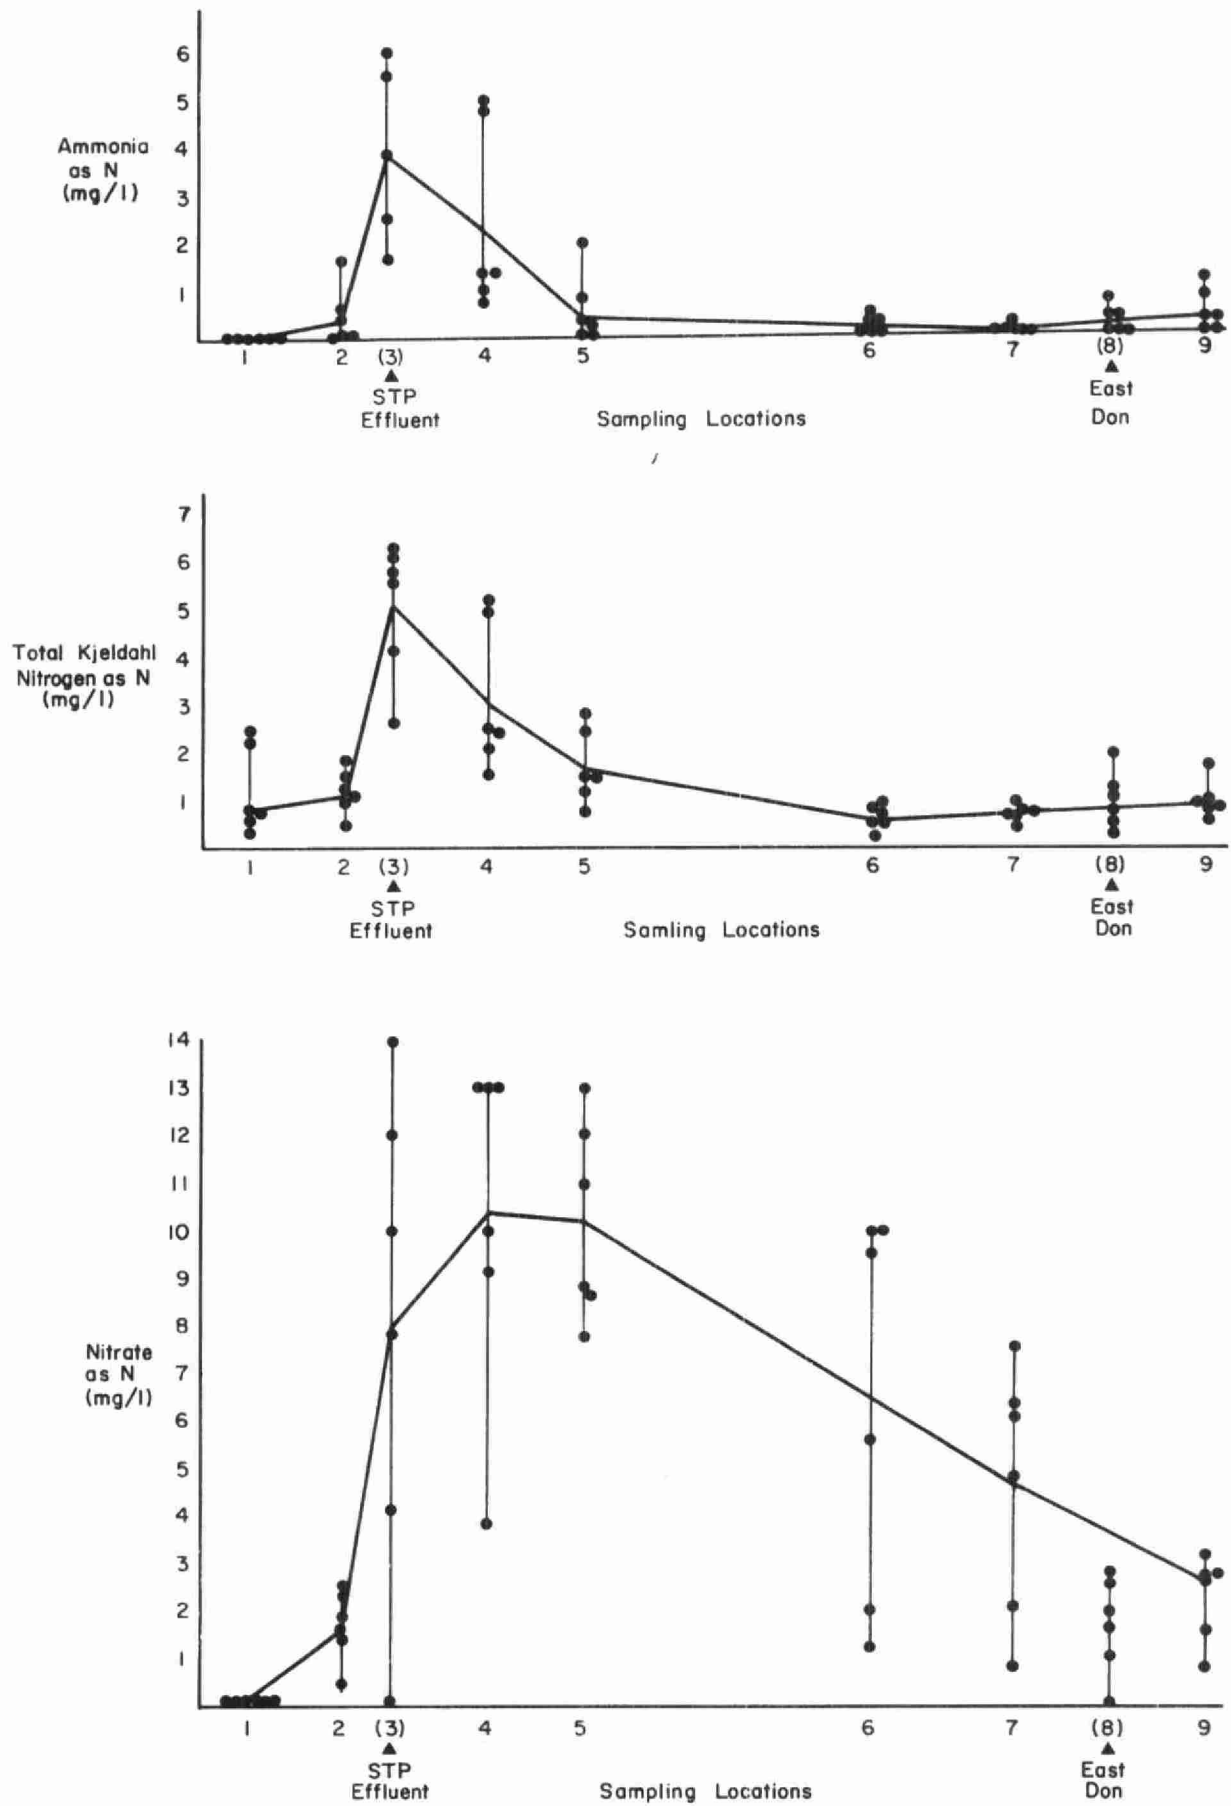 6
5
Ammonia
as N
(mg/l)
4
3
2
1
1 2 (3) 4 5 6 7 (8) 9
STP
Effluent
East
Don
Sampling Locations
7
6
5
Total Kjeldahl
Nitrogen as N
(mg/l)
4
3
2
1
1 2 (3) 4 5 6 7 (8) 9
STP
Effluent
East
Don
Samling Locations
14
13
12
11
10
9
8
Nitrate
as N
(mg/l)
7
6
5
4
3
2
1
1 2 (3) 4 5 6 7 (8) 9
STP
Effluent
East
Don
Sampling Locations